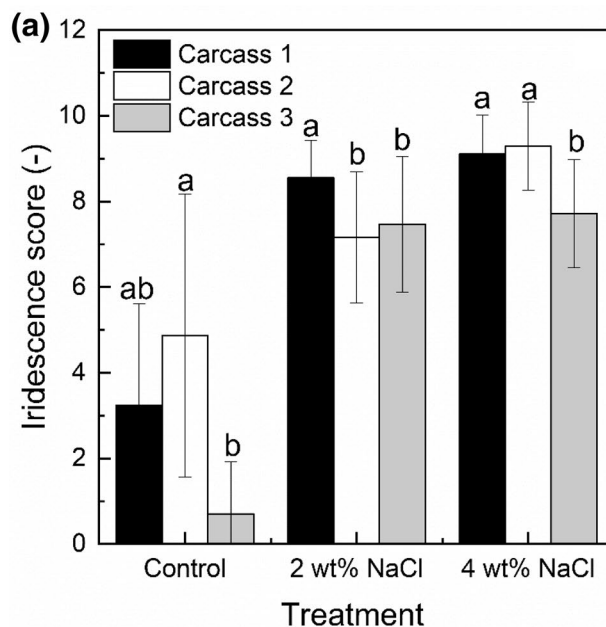 (a)
12
10
8
6
4
2
0
Iridescence score (-)
Carcass 1
Carcass 2
Carcass 3
ab
a
b
a
b
b
a
a
b
Control
2 wt% NaCl
4 wt% NaCl
Treatment